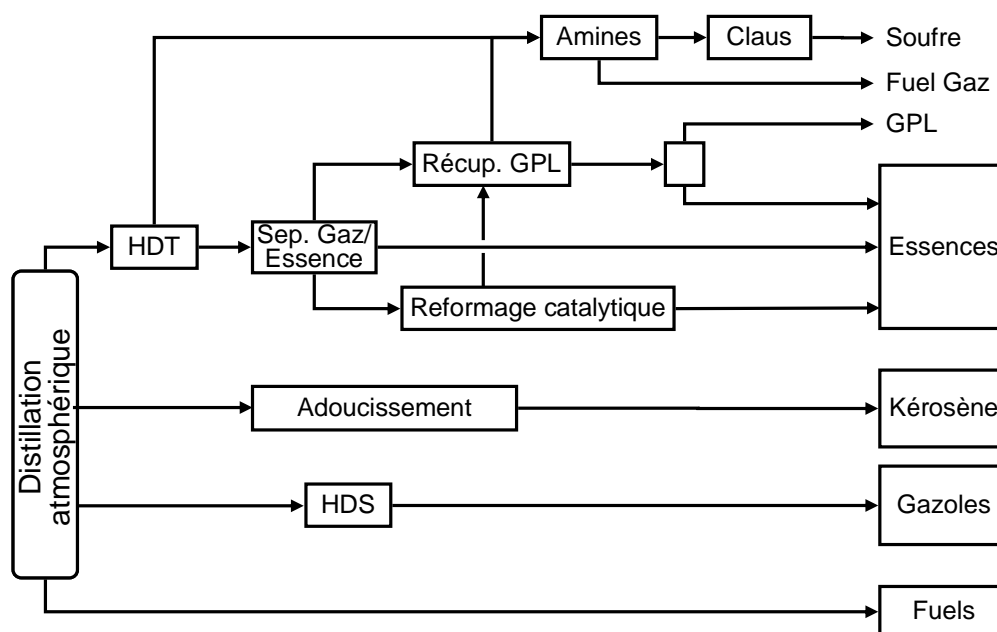 Amines
Claus
Soufre
Fuel Gaz
GPL
Récup. GPL
HDT
Sep. Gaz/
Essence
Essences
Reformage catalytique
Distillation
atmosphérique
Adoucissement
Kérosène
HDS
Gazoles
Fuels